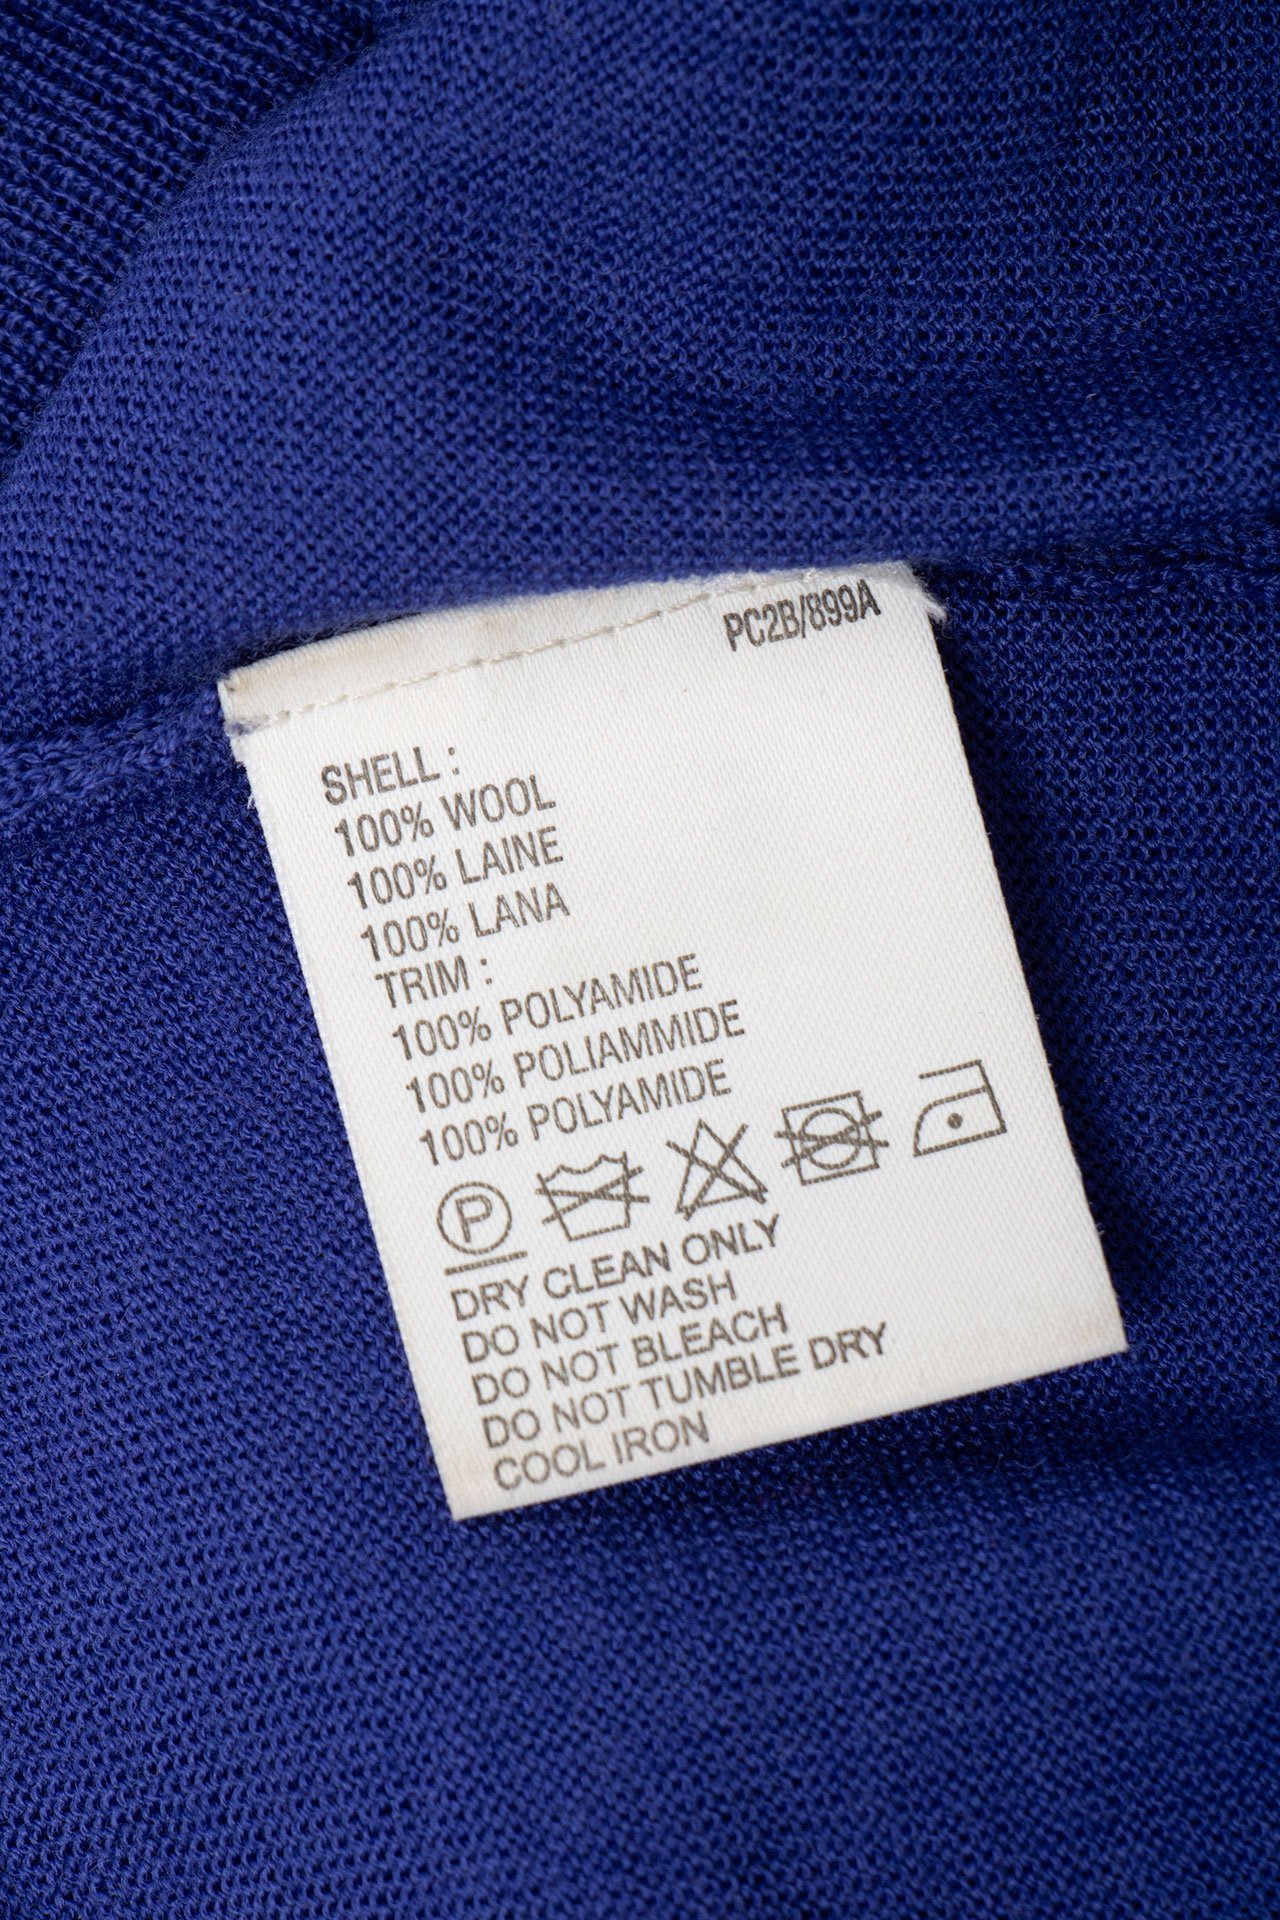 PC2B/899A
SHELL :
100% WOOL
100% LAINE
100% LANA
TRIM :
100% POLYAMIDE
100% POLIAMMIDE
100% POLYAMIDE
P
DRY CLEAN ONLY
DO NOT WASH
DO NOT BLEACH
DO NOT TUMBLE DRY
COOL IRON